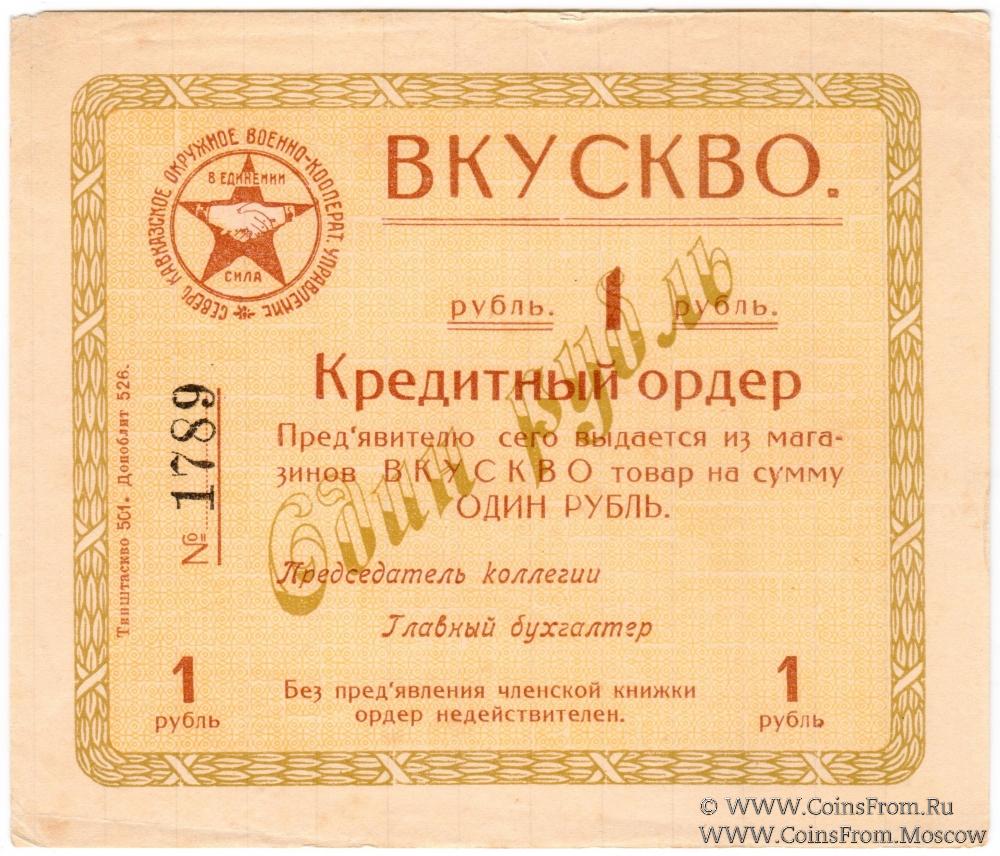 СЕВЕРО КАВКАЗСКОЕ ОКРУЖНОЕ ВОЕННО-КООПЕРАТ. УПРАВЛЕНИЕ
В ЕДИНЕНИИ
СИЛА
ВКУСКВО.
рубль. 1 рубль.
Один рубль
Кредитный ордер
Пред'явителю сего выдается из мага-
зинов ВКУСКВО товар на сумму
ОДИН РУБЛЬ.
Председатель коллегии
Главный бухгалтер
Без пред'явления членской книжки
ордер недействителен.
1
рубль
1
рубль
№ 1789
Типштаскво 501. Доноблит 526.
© WWW.CoinsFrom.Ru
WWW.CoinsFrom.Moscow